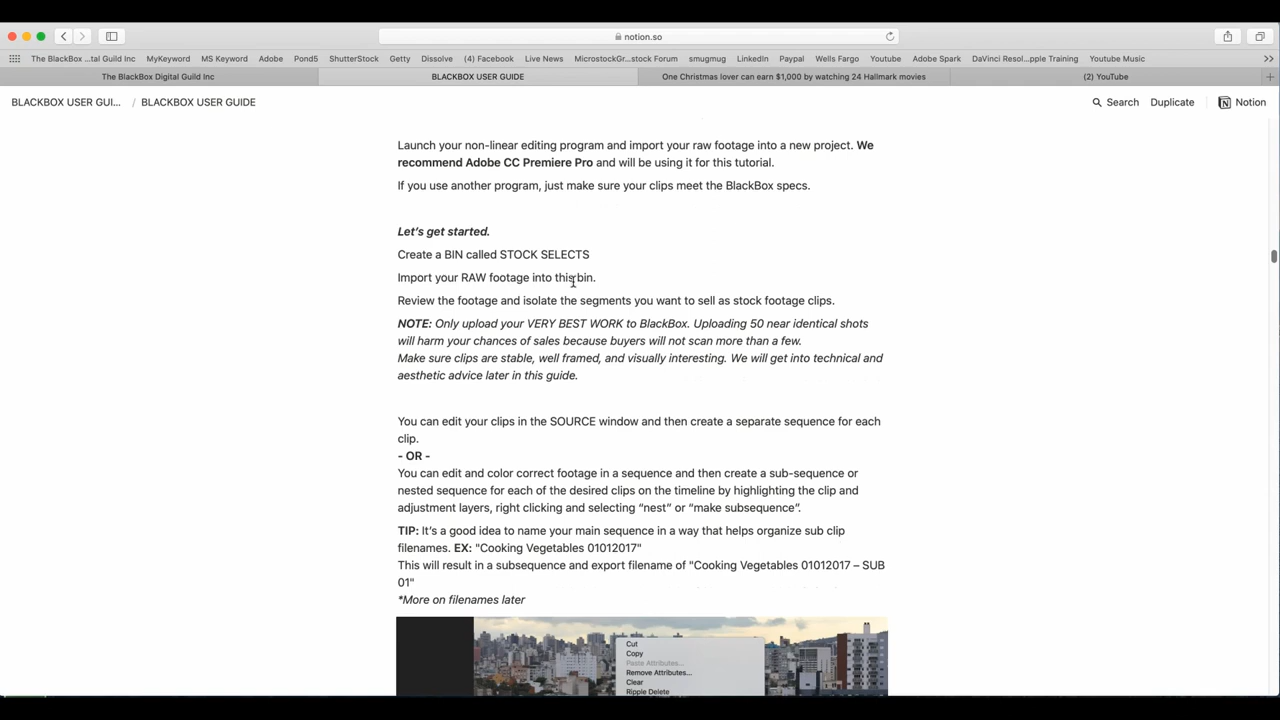 notion.so
The BlackBox ...tal Guild Inc MyKeyword MS Keyword Adobe Pond5 ShutterStock Getty Dissolve (4) Facebook Live News MicrostockGr...stock Forum smugmug LinkedIn Paypal Wells Fargo Adobe Spark DaVinci Resol...pple Training Youtube Music
The BlackBox Digital Guild Inc BLACKBOX USER GUIDE One Christmas lover can earn $1,000 by watching 24 Hallmark movies (2) YouTube
BLACKBOX USER GUI... / BLACKBOX USER GUIDE Search Duplicate Notion
Launch your non-linear editing program and import your raw footage into a new project. We
recommend Adobe CC Premiere Pro and will be using it for this tutorial.
If you use another program, just make sure your clips meet the BlackBox specs.
Let's get started.
Create a BIN called STOCK SELECTS
Import your RAW footage into this bin.
Review the footage and isolate the segments you want to sell as stock footage clips.
NOTE: Only upload your VERY BEST WORK to BlackBox. Uploading 50 near identical shots
will harm your chances of sales because buyers will not scan more than a few.
Make sure clips are stable, well framed, and visually interesting. We will get into technical and
aesthetic advice later in this guide.
You can edit your clips in the SOURCE window and then create a separate sequence for each
clip.
- OR -
You can edit and color correct footage in a sequence and then create a sub-sequence or
nested sequence for each of the desired clips on the timeline by highlighting the clip and
adjustment layers, right clicking and selecting “nest” or “make subsequence”.
TIP: It’s a good idea to name your main sequence in a way that helps organize sub clip
filenames. EX: "Cooking Vegetables 01012017"
This will result in a subsequence and export filename of "Cooking Vegetables 01012017 – SUB
01"
*More on filenames later
Cut
Copy
Paste Attributes...
Remove Attributes...
Clear
Ripple Delete